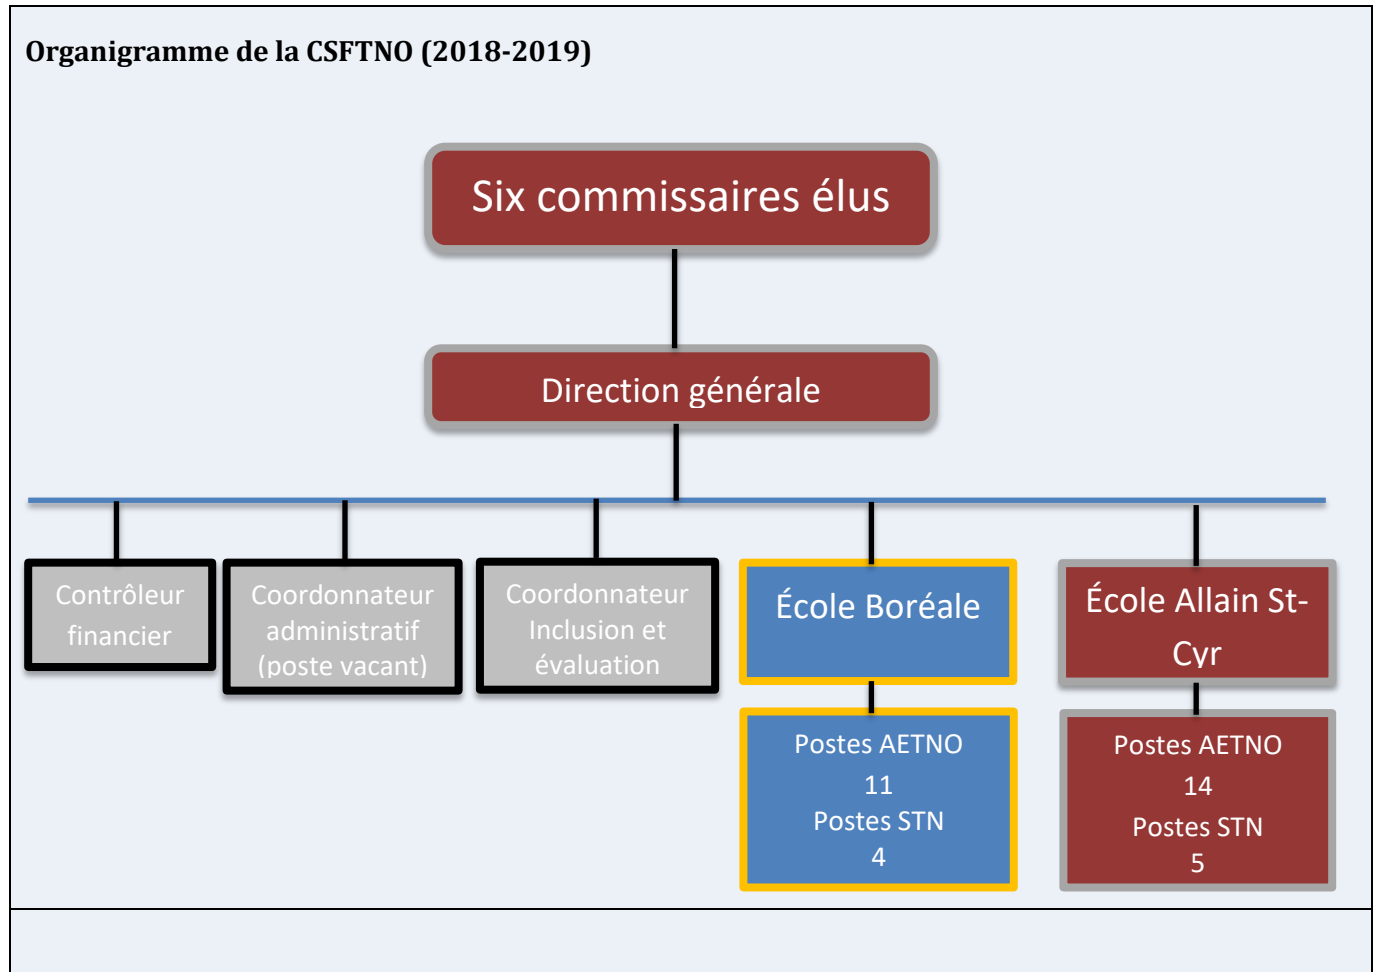 Organigramme de la CSFTNO (2018-2019)
Six commissaires élus
Direction générale
Contrôleur
financier
Coordonnateur
administratif
(poste vacant)
Coordonnateur
Inclusion et
évaluation
École Boréale
École Allain St-
Cyr
Postes AETNO
11
Postes STN
4
Postes AETNO
14
Postes STN
5